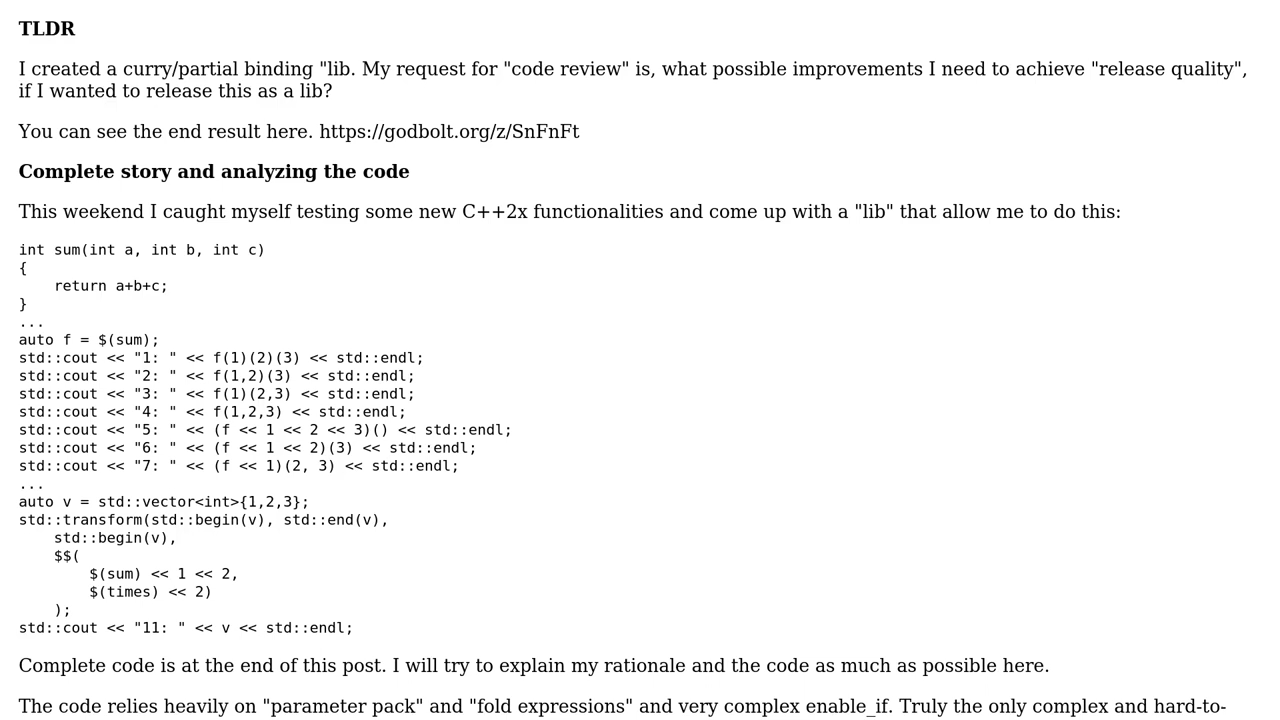 TLDR
I created a curry/partial binding "lib. My request for "code review" is, what possible improvements I need to achieve "release quality",
if I wanted to release this as a lib?
You can see the end result here. https://godbolt.org/z/SnFnFt
Complete story and analyzing the code
This weekend I caught myself testing some new C++2x functionalities and come up with a "lib" that allow me to do this:
int sum(int a, int b, int c)
{
    return a+b+c;
}
...
auto f = $(sum);
std::cout << "1: " << f(1)(2)(3) << std::endl;
std::cout << "2: " << f(1,2)(3) << std::endl;
std::cout << "3: " << f(1)(2,3) << std::endl;
std::cout << "4: " << f(1,2,3) << std::endl;
std::cout << "5: " << (f << 1 << 2 << 3)() << std::endl;
std::cout << "6: " << (f << 1 << 2)(3) << std::endl;
std::cout << "7: " << (f << 1)(2, 3) << std::endl;
...
auto v = std::vector<int>{1,2,3};
std::transform(std::begin(v), std::end(v),
    std::begin(v),
    $$(
        $(sum) << 1 << 2,
        $(times) << 2)
    );
std::cout << "11: " << v << std::endl;
Complete code is at the end of this post. I will try to explain my rationale and the code as much as possible here.
The code relies heavily on "parameter pack" and "fold expressions" and very complex enable_if. Truly the only complex and hard-to-